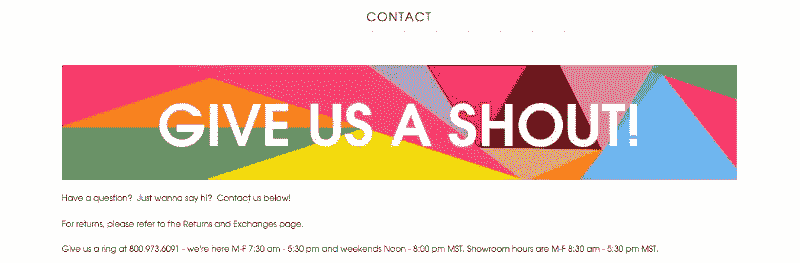 CONTACT
GIVE US A SHOUT!
Have a question? Just wanna say hi? Contact us below!
For returns, please refer to the Returns and Exchanges page.
Give us a ring at 800.973.6091 - we're here M-F 7:30 am - 5:30 pm and weekends Noon - 8:00 pm MST. Showroom hours are M-F 8:30 am - 5:30 pm MST.